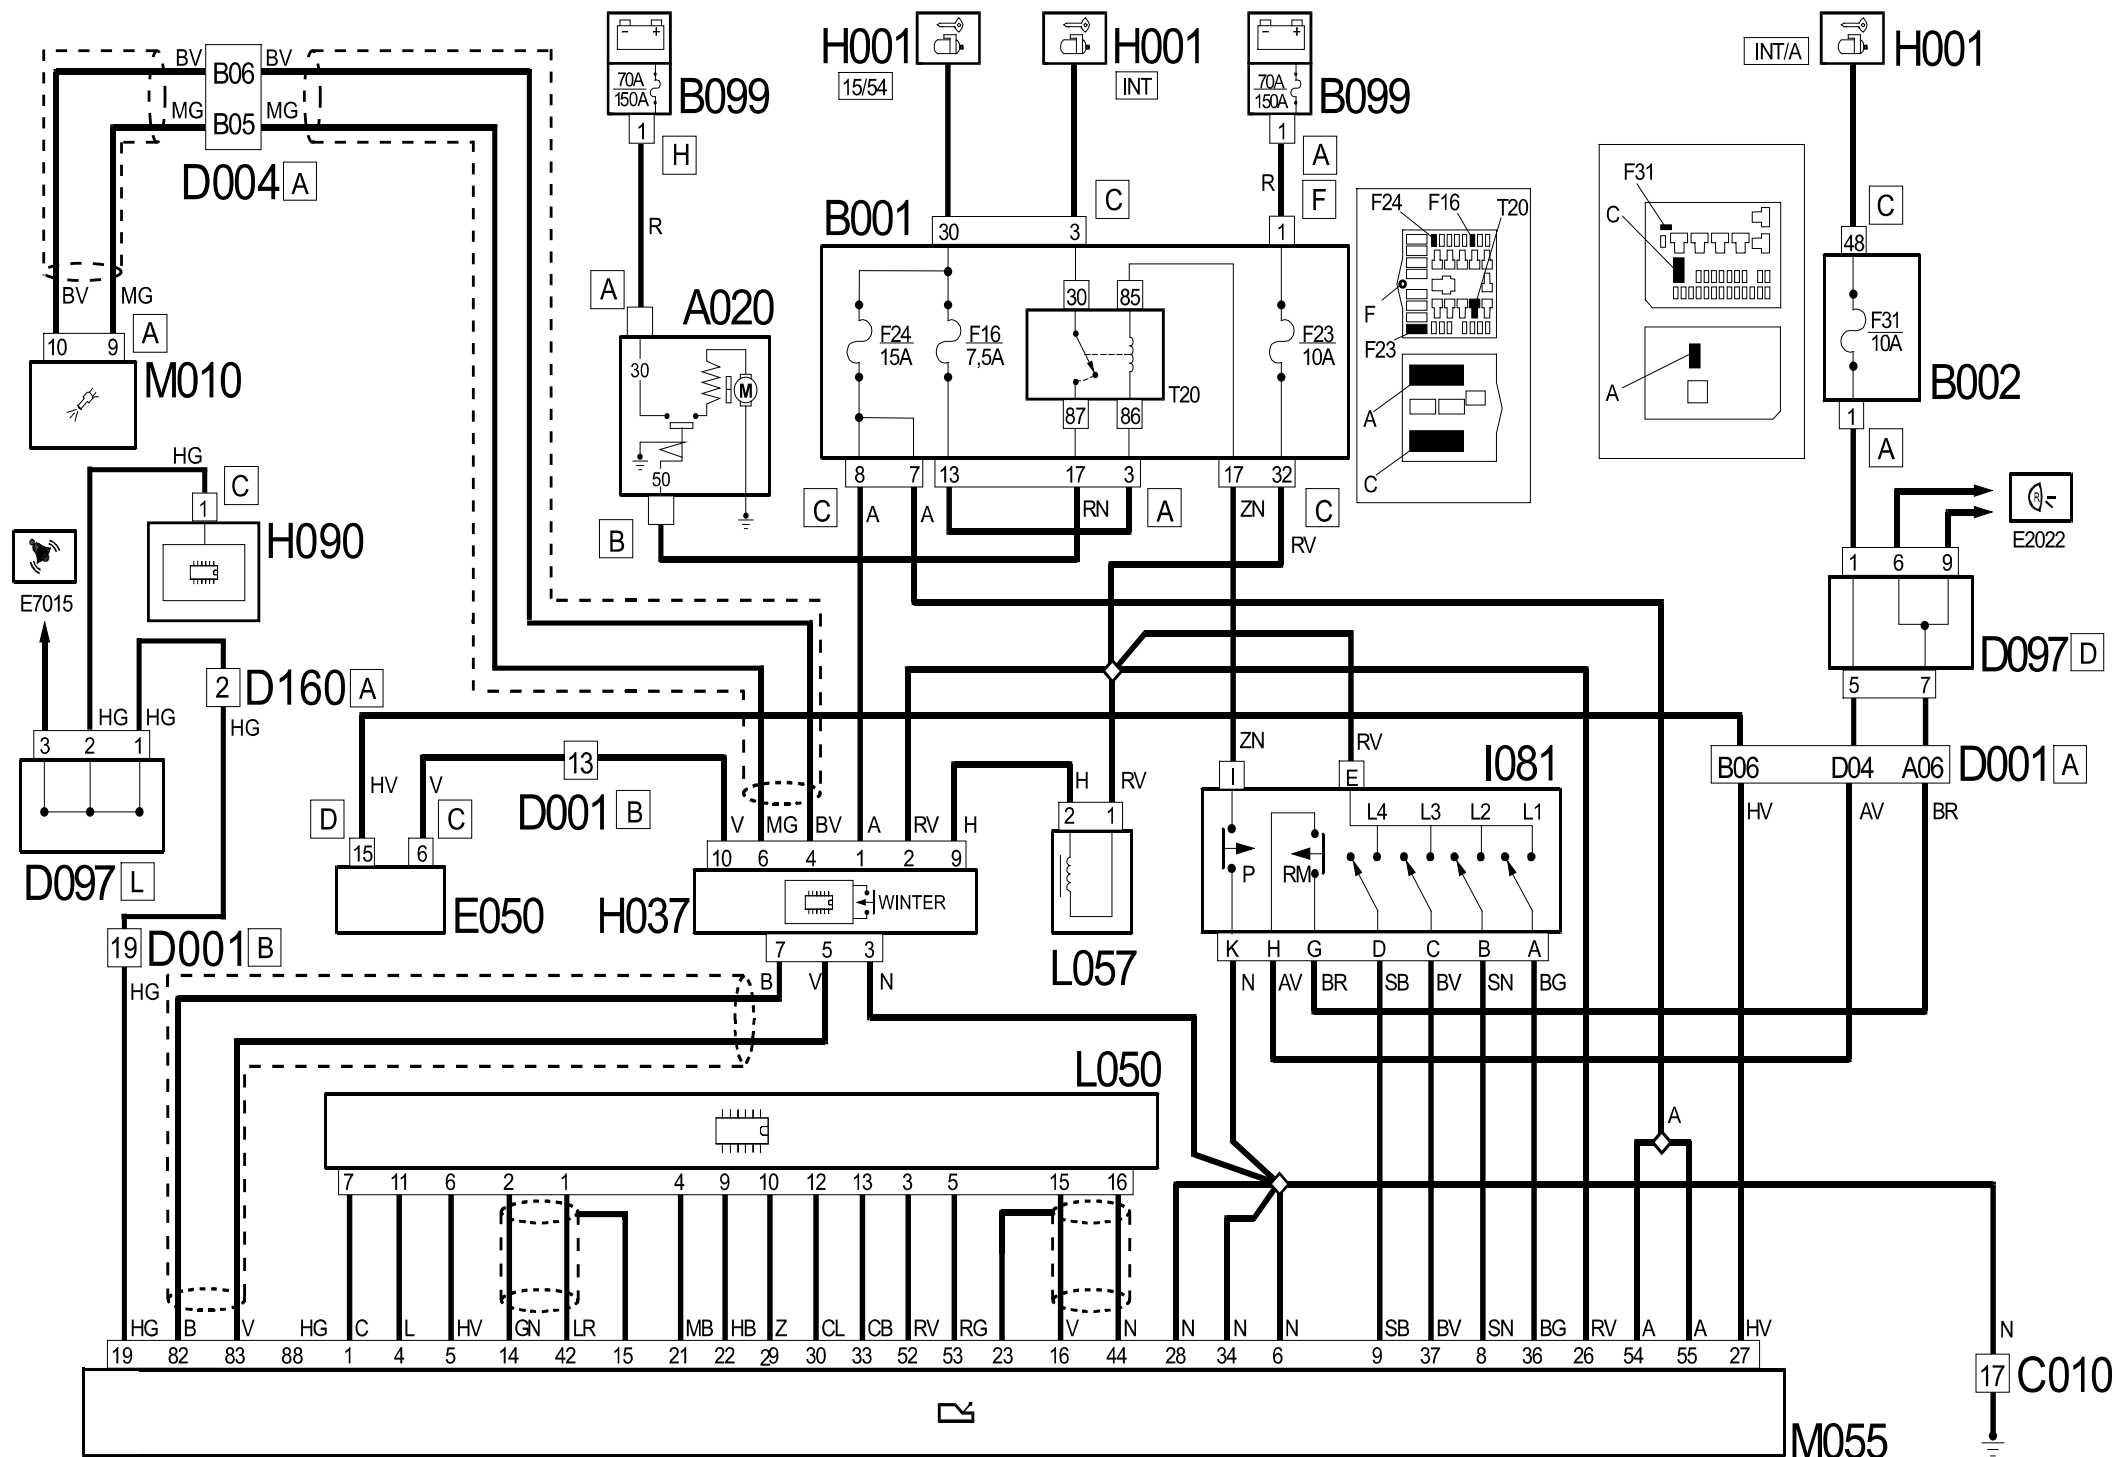 H001 H001 H001
15/54 INT INT/A
70A 150A B099 70A 150A B099
BV B06 BV
MG B05 MG
D004 A
1 H 1 A
R R F
B001 30 3 C 1
F24 F16 T20
F
F23
A
C
F31
C
A
C
48
F31 10A
B002
1
A
BV MG
10 9 A
M010
A A020
30
M
50
B
F24 15A
F16 7,5A
30 85
87 86
T20
F23 10A
8 7 13 17 3 17 32
C A A RN A ZN C
RV
HG
C
1
H090
E7015
E2022
1 6 9
D097 D
5 7
2 D160 A
HG HG HG
3 2 1
D097 L
B06 D04 A06 D001 A
HV AV BR
HV V 13
D001 B
D C
15 6
E050
V MG BV A RV H
10 6 4 1 2 9
H037
WINTER
7 5 3
B V N
H RV
2 1
L057
ZN RV
I E
I081
L4 L3 L2 L1
P RM
K H G D C B A
N AV BR SB BV SN BG
19 D001 B
HG
L050
7 11 6 2 1 4 9 10 12 13 3 5 15 16
A
HG B V HG C L HV GN LR MB HB Z CL CB RV RG V N N N N SB BV SN BG RV A A HV N
19 82 83 88 1 4 5 14 42 15 21 22 29 30 33 52 53 23 16 44 28 34 6 9 37 8 36 26 54 55 27
17 C010
M055